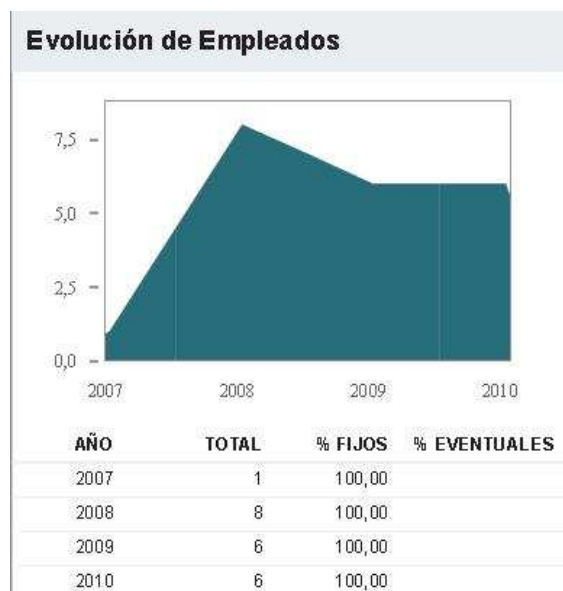 Evolución de Empleados
7,5
5,0
2,5
0,0
2007 2008 2009 2010
AÑO TOTAL % FIJOS % EVENTUALES
2007 1 100,00
2008 8 100,00
2009 6 100,00
2010 6 100,00